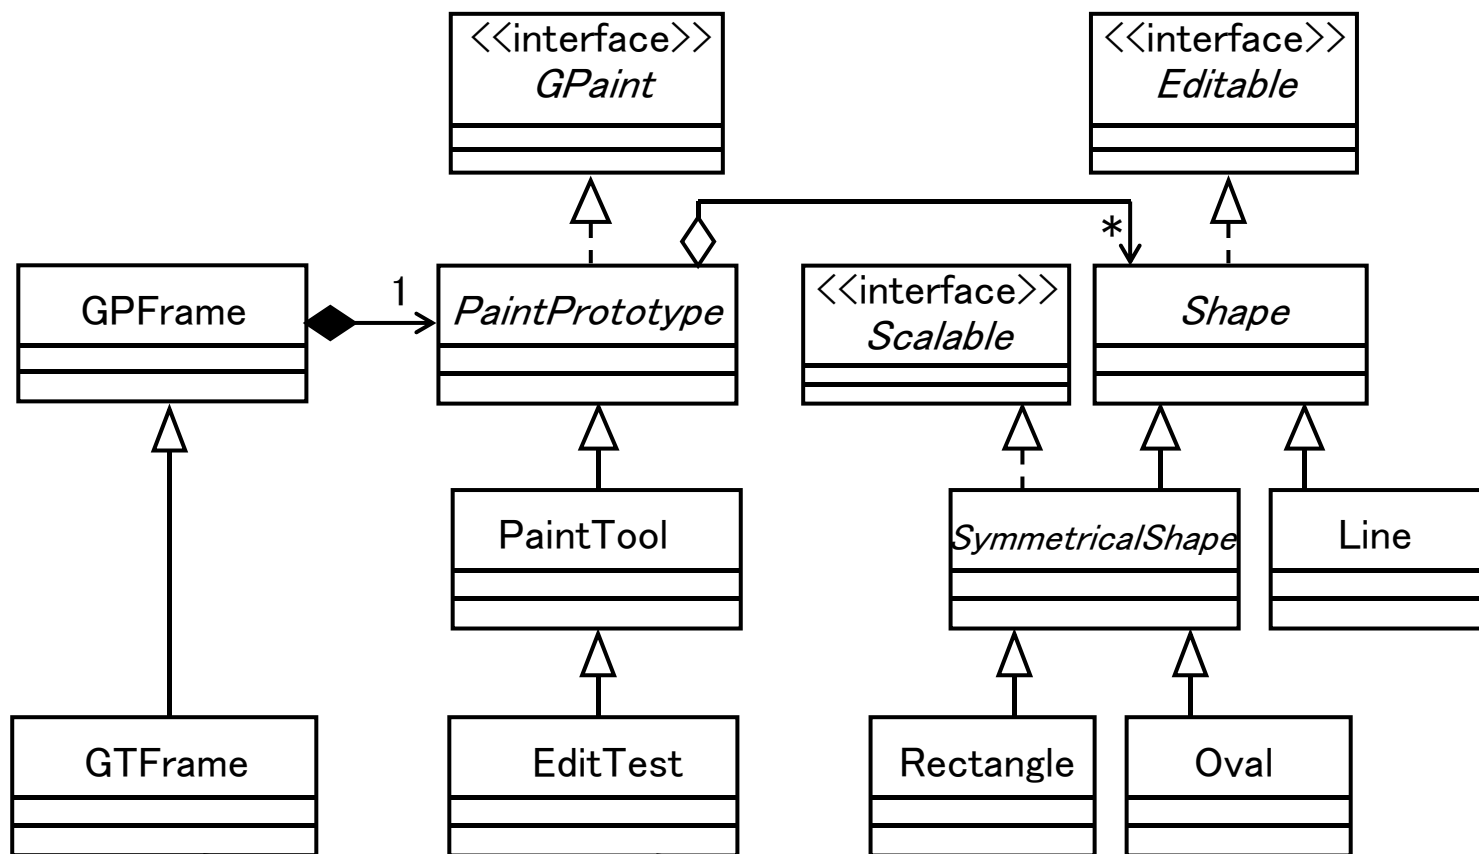 <<interface>>
GPaint
<<interface>>
Editable
*
GPFrame
1
PaintPrototype
<<interface>>
Scalable
Shape
PaintTool
SymmetricalShape
Line
GTFrame
EditTest
Rectangle
Oval